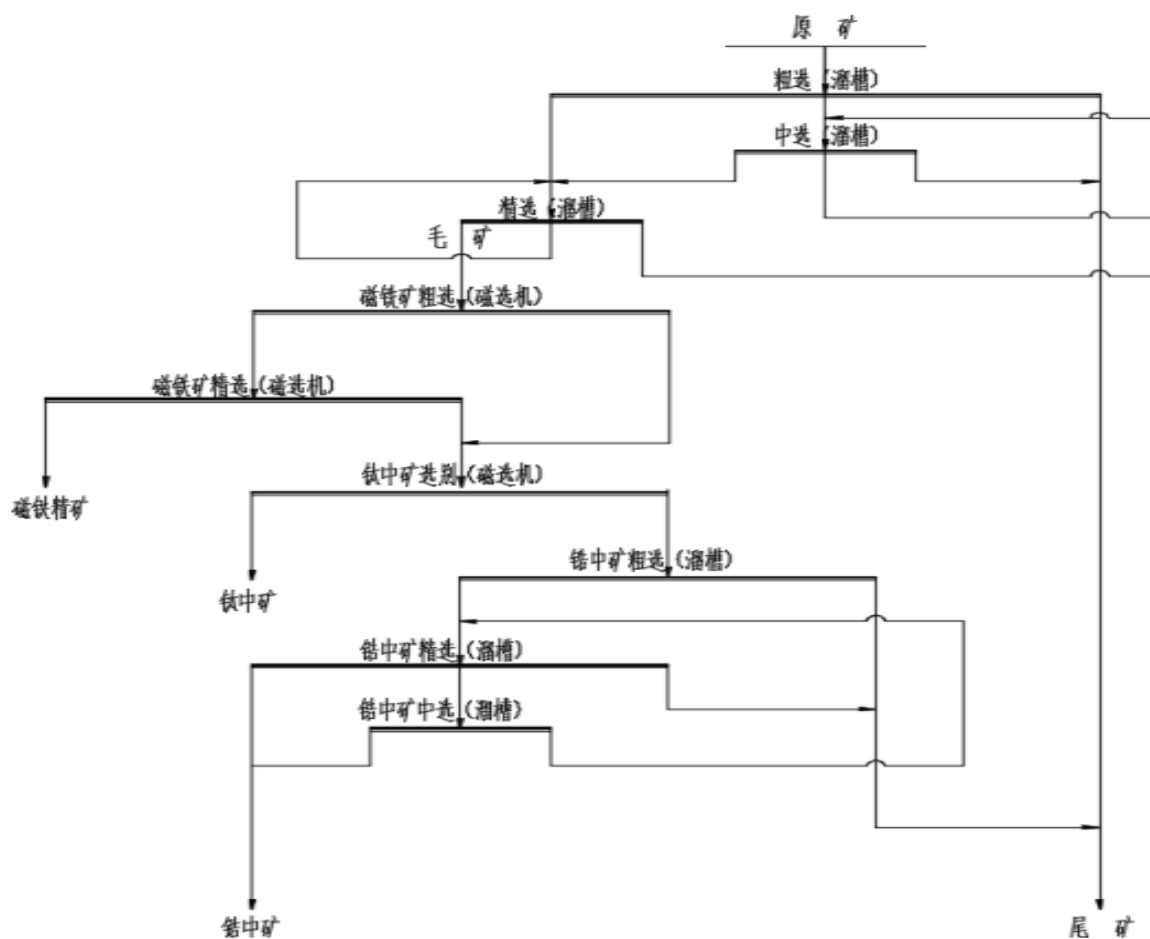 原 矿
粗选(溜槽)
中选(溜槽)
精选(溜槽)
毛 矿
磁铁矿粗选(磁选机)
磁铁矿精选(磁选机)
钛中矿选别(磁选机)
磁铁精矿
锆中矿粗选(溜槽)
钛中矿
锆中矿精选(溜槽)
锆中矿中选(溜槽)
锆中矿
尾 矿